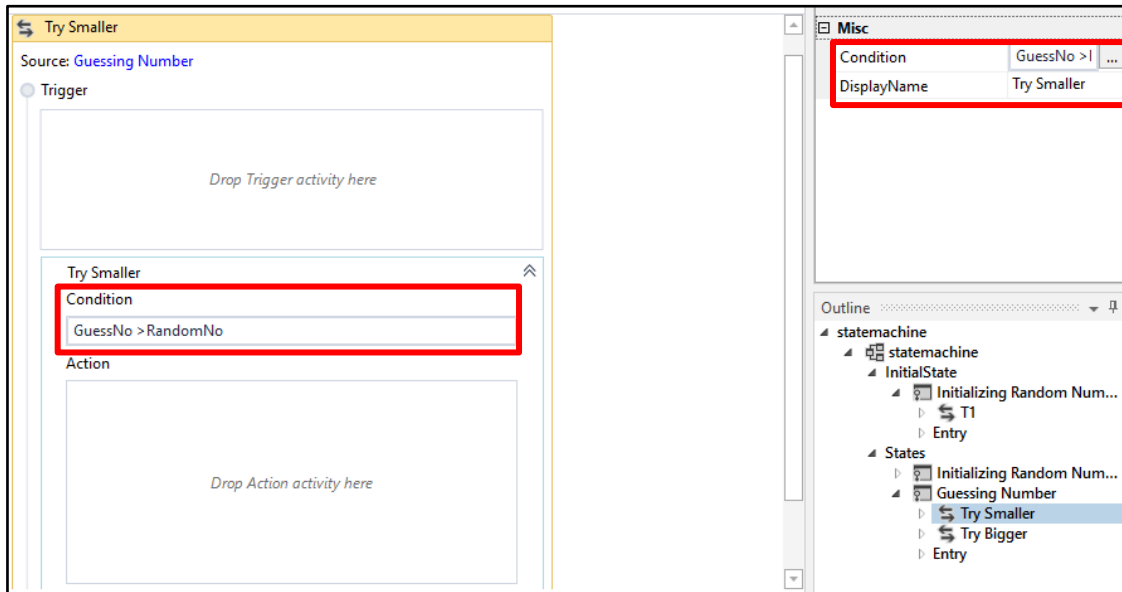 Try Smaller
Source: Guessing Number
Trigger
Drop Trigger activity here
Try Smaller
Condition
GuessNo >RandomNo
Action
Drop Action activity here
Misc
Condition GuessNo >I ...
DisplayName Try Smaller
Outline
statemachine
statemachine
InitialState
Initializing Random Num...
T1
Entry
States
Initializing Random Num...
Guessing Number
Try Smaller
Try Bigger
Entry